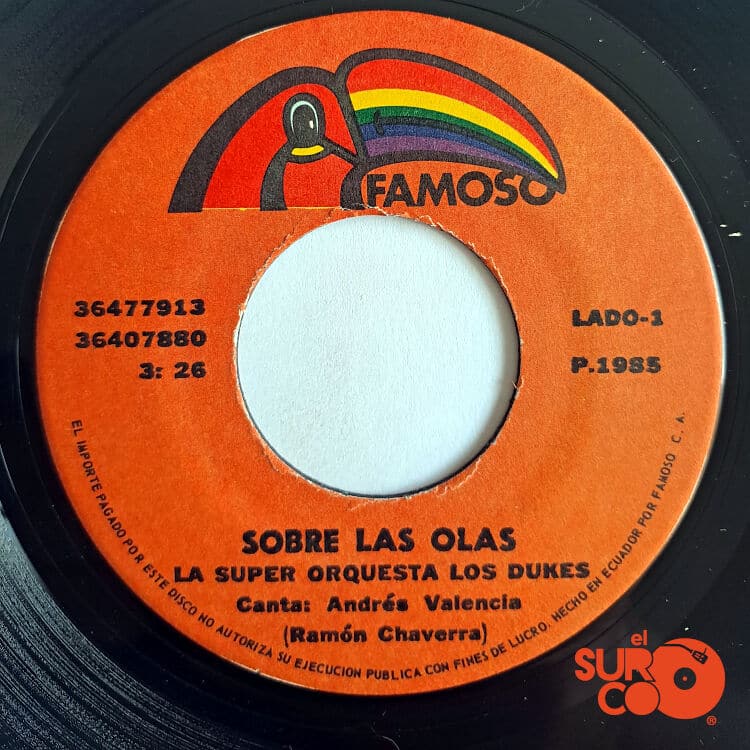 FAMOSO
36477913
36407880
3: 26
LADO-1
P.1985
SOBRE LAS OLAS
LA SUPER ORQUESTA LOS DUKES
Canta: Andrés Valencia
(Ramón Chaverra)
EL IMPORTE PAGADO POR ESTE DISCO NO AUTORIZA SU EJECUCION PUBLICA CON FINES DE LUCRO. HECHO EN ECUADOR POR FAMOSO C. A.
el
SUR
CO
®